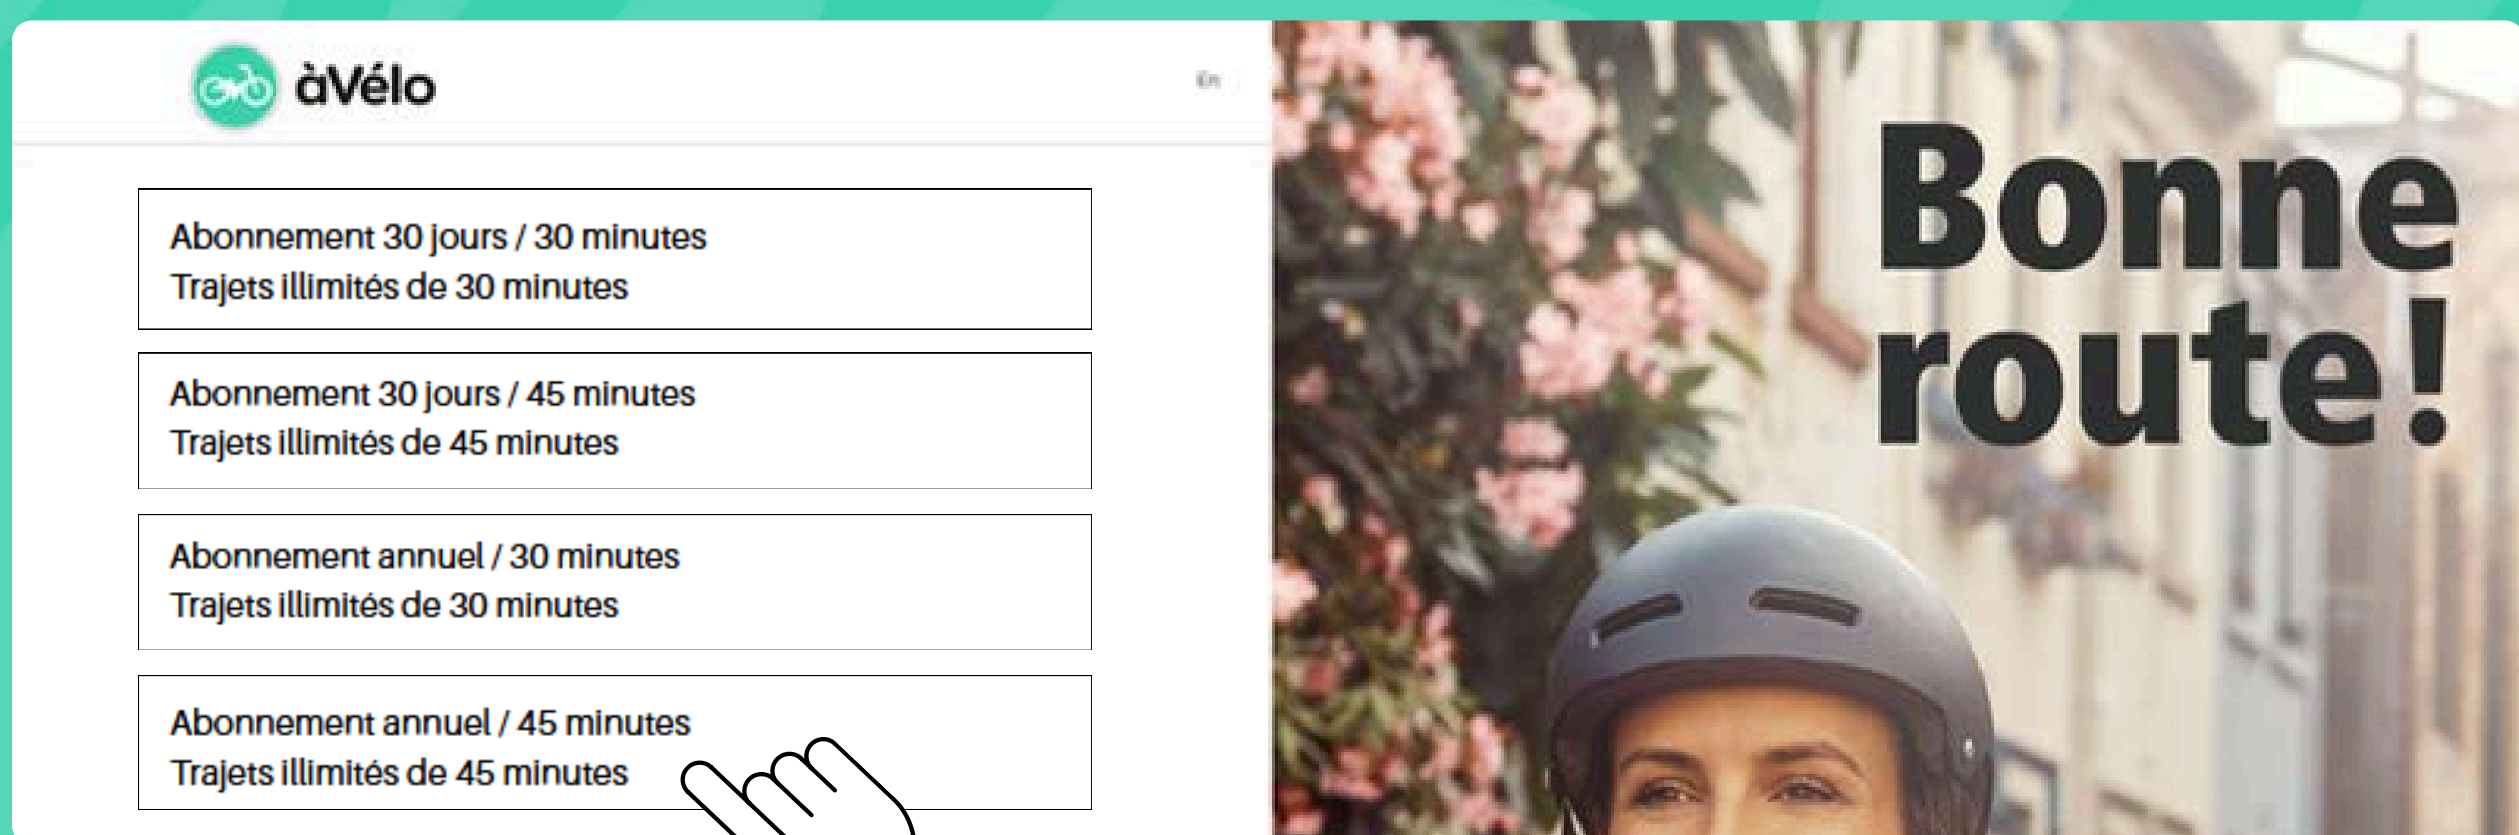 àVélo
En
Abonnement 30 jours / 30 minutes
Trajets illimités de 30 minutes
Abonnement 30 jours / 45 minutes
Trajets illimités de 45 minutes
Abonnement annuel / 30 minutes
Trajets illimités de 30 minutes
Abonnement annuel / 45 minutes
Trajets illimités de 45 minutes
Bonne
route!